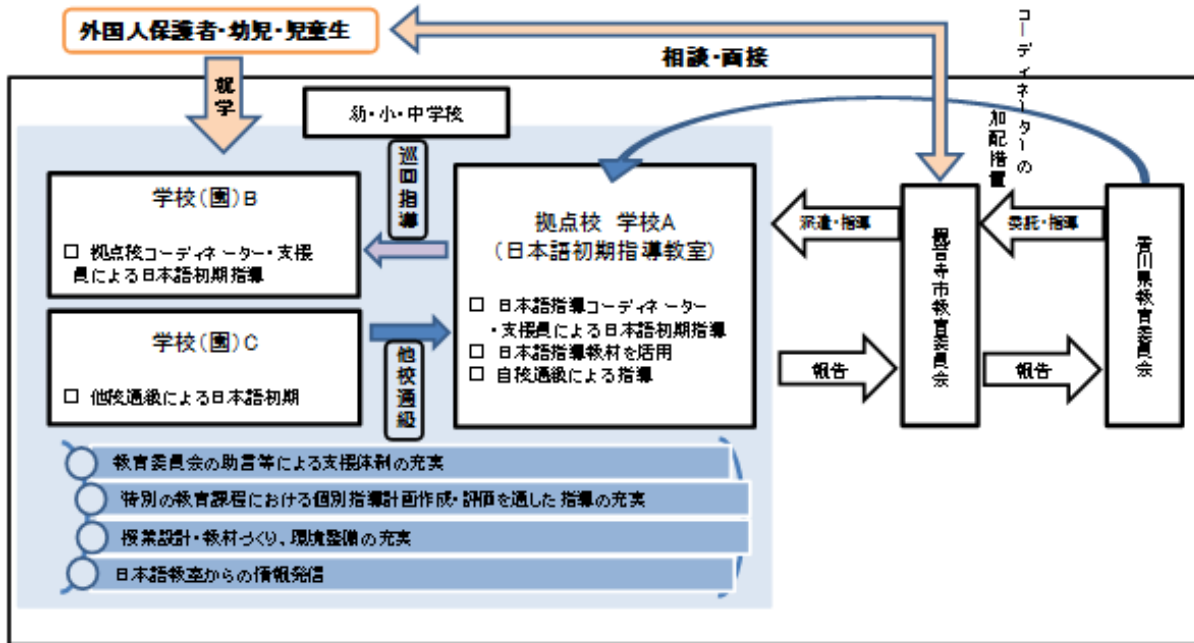 外国人保護者・幼児・児童生
相談・面接
コーディネーターの
加配措置
就学
幼・小・中学校
巡回指導
学校(園)B
□ 拠点校コーディネーター・支援
員による日本語初期指導
拠点校 学校A
(日本語初期指導教室)
□ 日本語指導コーディネーター
・支援員による日本語初期指導
□ 日本語指導教材を活用
□ 自校通級による指導
派遣・指導
観音寺市教育委員会
委託・指導
香川県教育委員会
学校(園)C
□ 他校通級による日本語初期
他校通級
報告
報告
教育委員会の助言等による支援体制の充実
特別の教育課程における個別指導計画作成・評価を通した指導の充実
授業設計・教材づくり、環境整備の充実
日本語教室からの情報発信